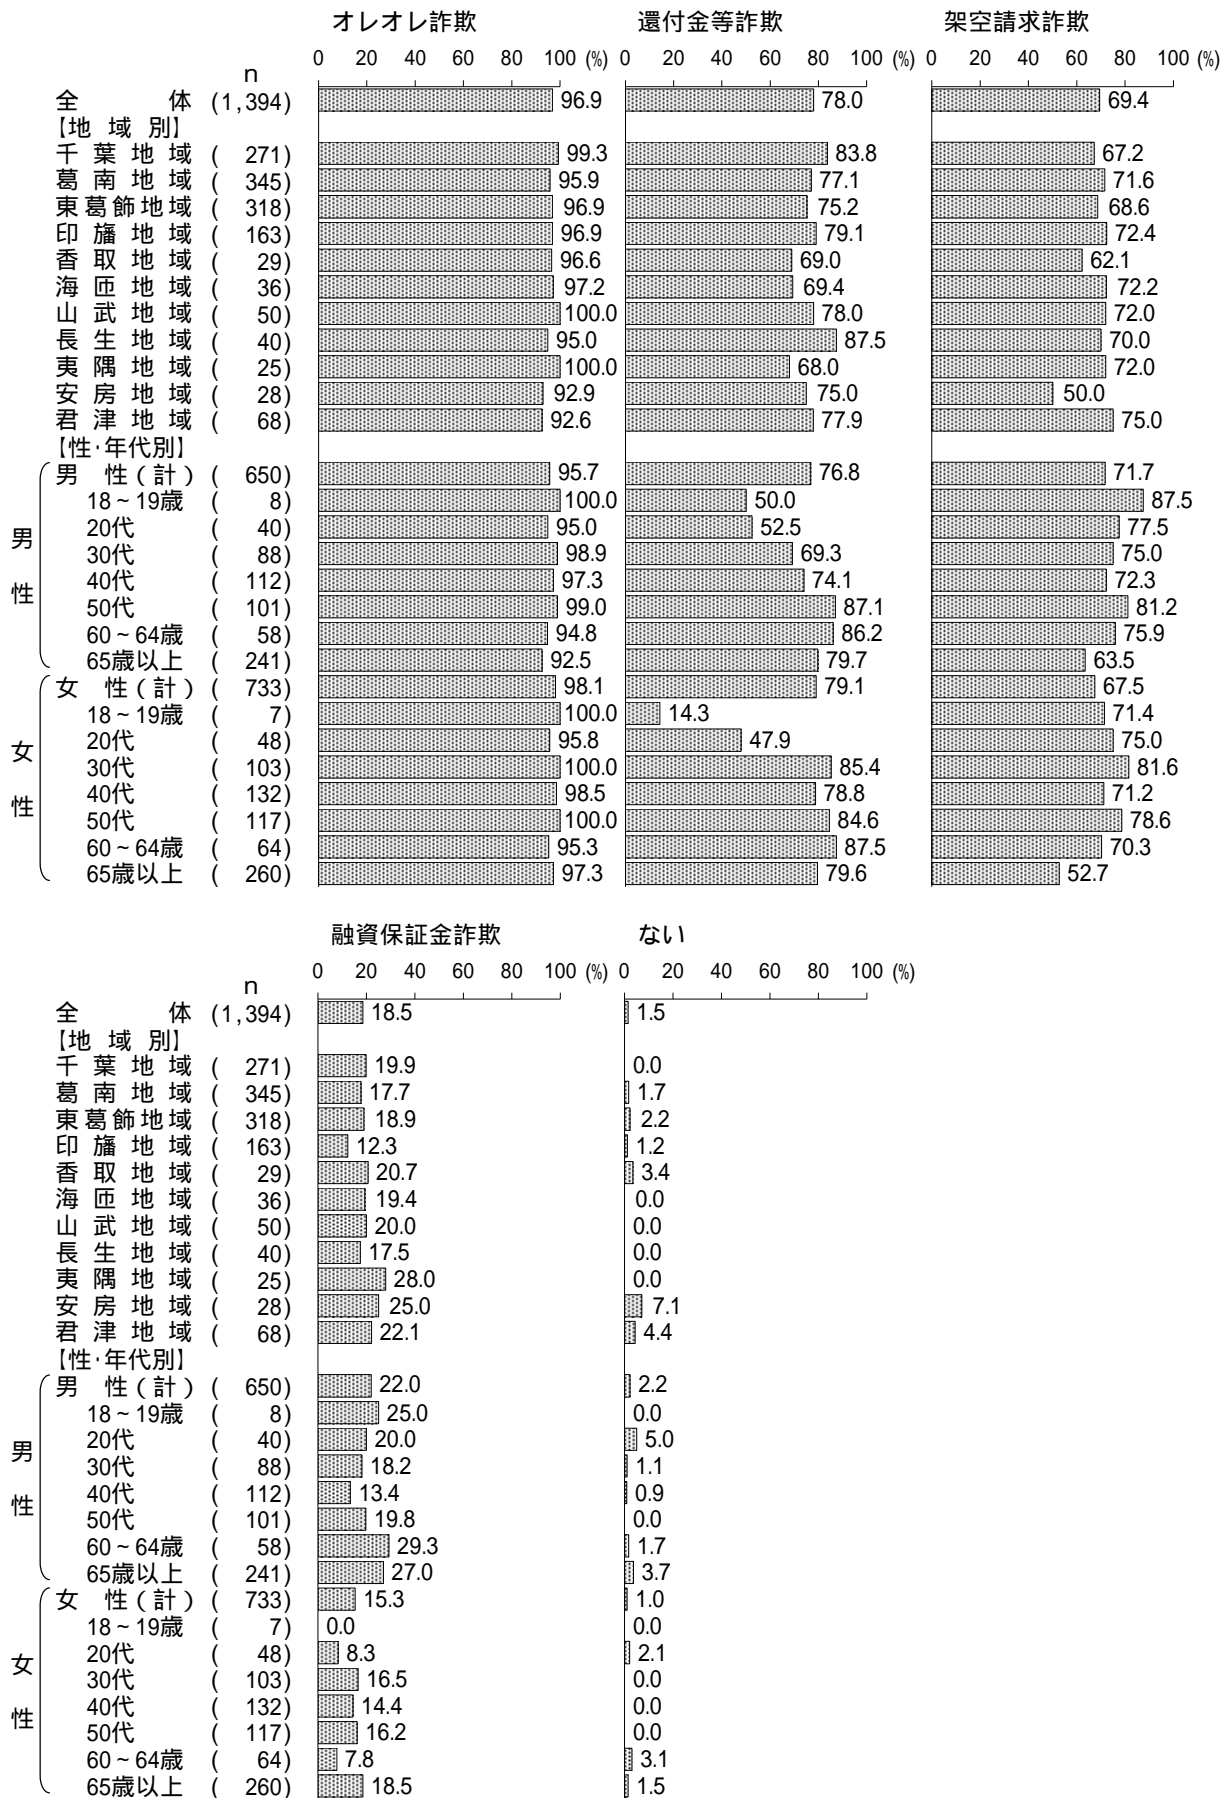 オレオレ詐欺 還付金等詐欺 架空請求詐欺
0 20 40 60 80 100 (%) 0 20 40 60 80 100 (%) 0 20 40 60 80 100 (%)
n
全 体 (1,394) 96.9 78.0 69.4
【地 域 別】
千 葉 地 域 ( 271) 99.3 83.8 67.2
葛 南 地 域 ( 345) 95.9 77.1 71.6
東葛飾地域 ( 318) 96.9 75.2 68.6
印 旛 地 域 ( 163) 96.9 79.1 72.4
香 取 地 域 ( 29) 96.6 69.0 62.1
海 匝 地 域 ( 36) 97.2 69.4 72.2
山 武 地 域 ( 50) 100.0 78.0 72.0
長 生 地 域 ( 40) 95.0 87.5 70.0
夷 隅 地 域 ( 25) 100.0 68.0 72.0
安 房 地 域 ( 28) 92.9 75.0 50.0
君 津 地 域 ( 68) 92.6 77.9 75.0
【性・年代別】
男性
男 性(計) ( 650) 95.7 76.8 71.7
18~19歳 ( 8) 100.0 50.0 87.5
20代 ( 40) 95.0 52.5 77.5
30代 ( 88) 98.9 69.3 75.0
40代 ( 112) 97.3 74.1 72.3
50代 ( 101) 99.0 87.1 81.2
60~64歳 ( 58) 94.8 86.2 75.9
65歳以上 ( 241) 92.5 79.7 63.5
女性
女 性(計) ( 733) 98.1 79.1 67.5
18~19歳 ( 7) 100.0 14.3 71.4
20代 ( 48) 95.8 47.9 75.0
30代 ( 103) 100.0 85.4 81.6
40代 ( 132) 98.5 78.8 71.2
50代 ( 117) 100.0 84.6 78.6
60~64歳 ( 64) 95.3 87.5 70.3
65歳以上 ( 260) 97.3 79.6 52.7
融資保証金詐欺 ない
0 20 40 60 80 100 (%) 0 20 40 60 80 100 (%)
n
全 体 (1,394) 18.5 1.5
【地 域 別】
千 葉 地 域 ( 271) 19.9 0.0
葛 南 地 域 ( 345) 17.7 1.7
東葛飾地域 ( 318) 18.9 2.2
印 旛 地 域 ( 163) 12.3 1.2
香 取 地 域 ( 29) 20.7 3.4
海 匝 地 域 ( 36) 19.4 0.0
山 武 地 域 ( 50) 20.0 0.0
長 生 地 域 ( 40) 17.5 0.0
夷 隅 地 域 ( 25) 28.0 0.0
安 房 地 域 ( 28) 25.0 7.1
君 津 地 域 ( 68) 22.1 4.4
【性・年代別】
男性
男 性(計) ( 650) 22.0 2.2
18~19歳 ( 8) 25.0 0.0
20代 ( 40) 20.0 5.0
30代 ( 88) 18.2 1.1
40代 ( 112) 13.4 0.9
50代 ( 101) 19.8 0.0
60~64歳 ( 58) 29.3 1.7
65歳以上 ( 241) 27.0 3.7
女性
女 性(計) ( 733) 15.3 1.0
18~19歳 ( 7) 0.0 0.0
20代 ( 48) 8.3 2.1
30代 ( 103) 16.5 0.0
40代 ( 132) 14.4 0.0
50代 ( 117) 16.2 0.0
60~64歳 ( 64) 7.8 3.1
65歳以上 ( 260) 18.5 1.5